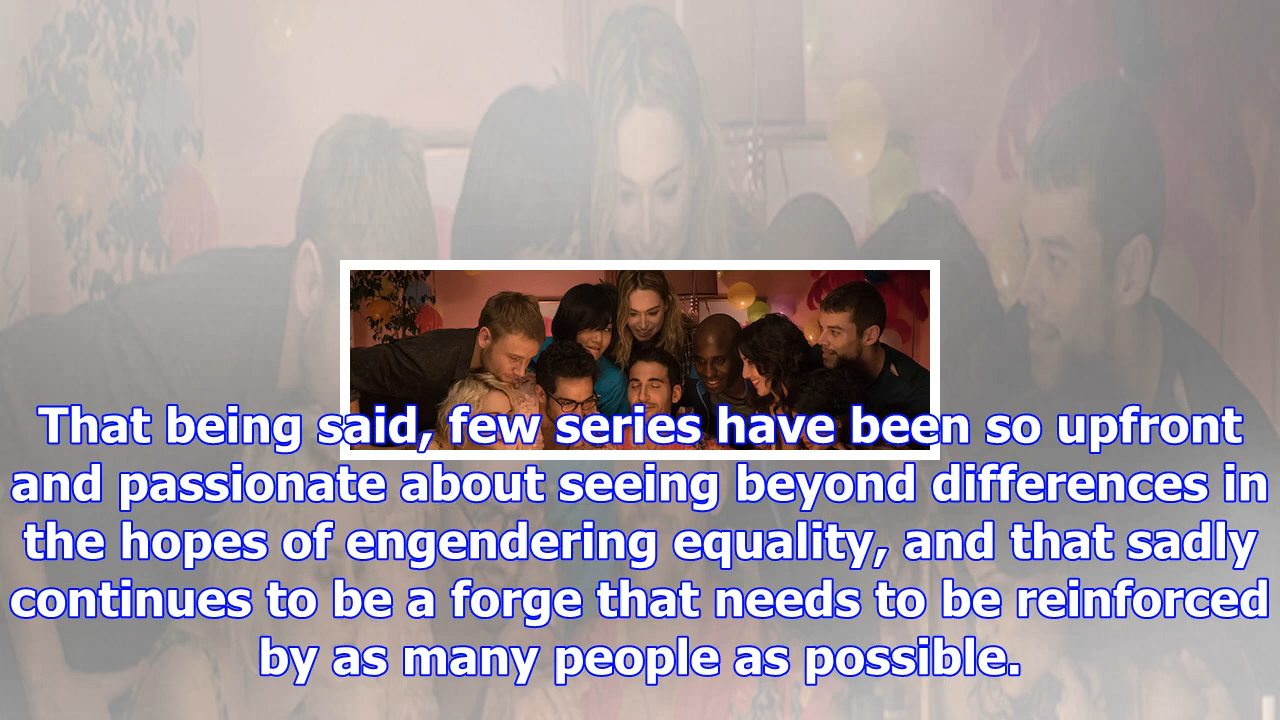 That being said, few series have been so upfront
and passionate about seeing beyond differences in
the hopes of engendering equality, and that sadly
continues to be a forge that needs to be reinforced
by as many people as possible.